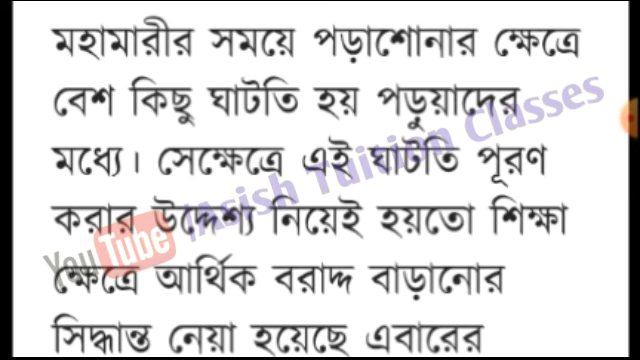 মহামারীর সময়ে পড়াশোনার ক্ষেত্রে
বেশ কিছু ঘাটতি হয় পড়ুয়াদের
মধ্যে। সেক্ষেত্রে এই ঘাটতি পূরণ
করার উদ্দেশ্য নিয়েই হয়তো শিক্ষা
ক্ষেত্রে আর্থিক বরাদ্দ বাড়ানোর
সিদ্ধান্ত নেয়া হয়েছে এবারের
YouTube /Asish Tuition Classes